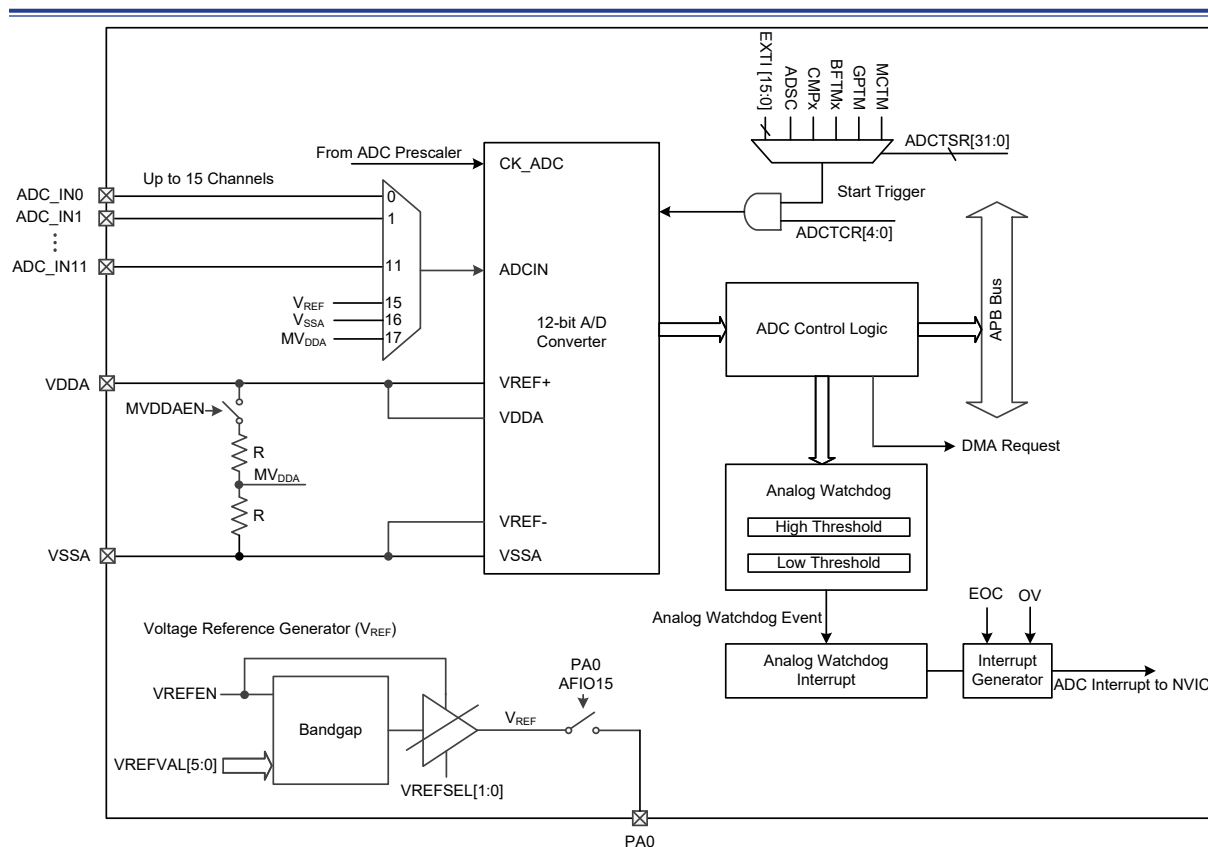 EXTI [15:0]
ADSC
CMPx
BFTMx
GPTM
MCTM
ADCTSR[31:0]
From ADC Prescaler
CK_ADC
Up to 15 Channels
Start Trigger
ADC_IN0
0
ADC_IN1
1
ADCTCR[4:0]
ADC_IN11
11
ADCIN
VREF
15
VSSA
16
MVDDA
17
12-bit A/D
Converter
ADC Control Logic
APB Bus
VDDA
VREF+
MVDDAEN
VDDA
DMA Request
R
MVDDA
R
Analog Watchdog
High Threshold
Low Threshold
VREF-
VSSA
VSSA
EOC
OV
Analog Watchdog Event
Voltage Reference Generator (VREF)
Analog Watchdog
Interrupt
Interrupt
Generator
ADC Interrupt to NVIC
PA0
AFIO15
VREFEN
Bandgap
VREF
VREFVAL[5:0]
VREFSEL[1:0]
PA0